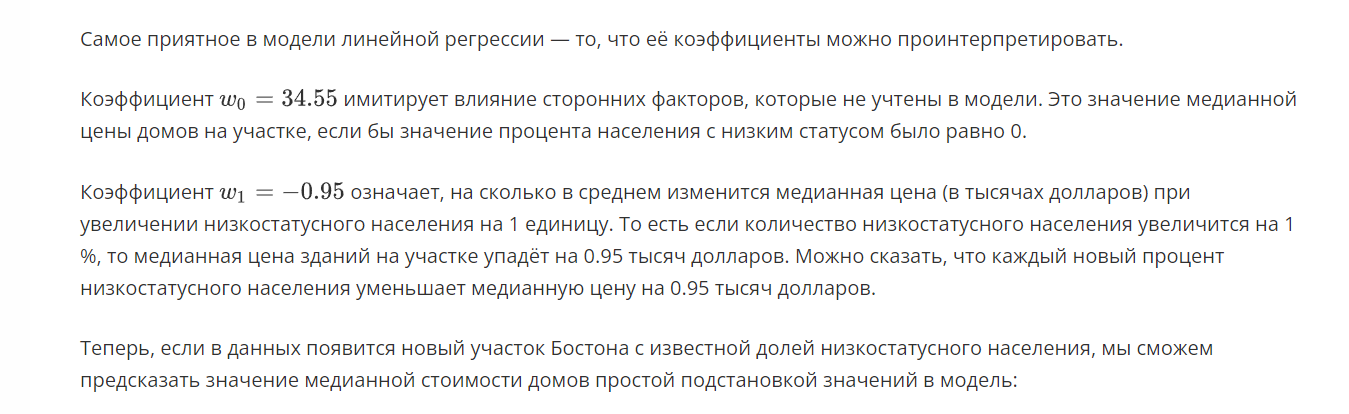 Самое приятное в модели линейной регрессии — то, что её коэффициенты можно проинтерпретировать.
Коэффициент w₀ = 34.55 имитирует влияние сторонних факторов, которые не учтены в модели. Это значение медианной
цены домов на участке, если бы значение процента населения с низким статусом было равно 0.
Коэффициент w₁ = −0.95 означает, на сколько в среднем изменится медианная цена (в тысячах долларов) при
увеличении низкостатусного населения на 1 единицу. То есть если количество низкостатусного населения увеличится на 1
%, то медианная цена зданий на участке упадёт на 0.95 тысяч долларов. Можно сказать, что каждый новый процент
низкостатусного населения уменьшает медианную цену на 0.95 тысяч долларов.
Теперь, если в данных появится новый участок Бостона с известной долей низкостатусного населения, мы сможем
предсказать значение медианной стоимости домов простой подстановкой значений в модель: